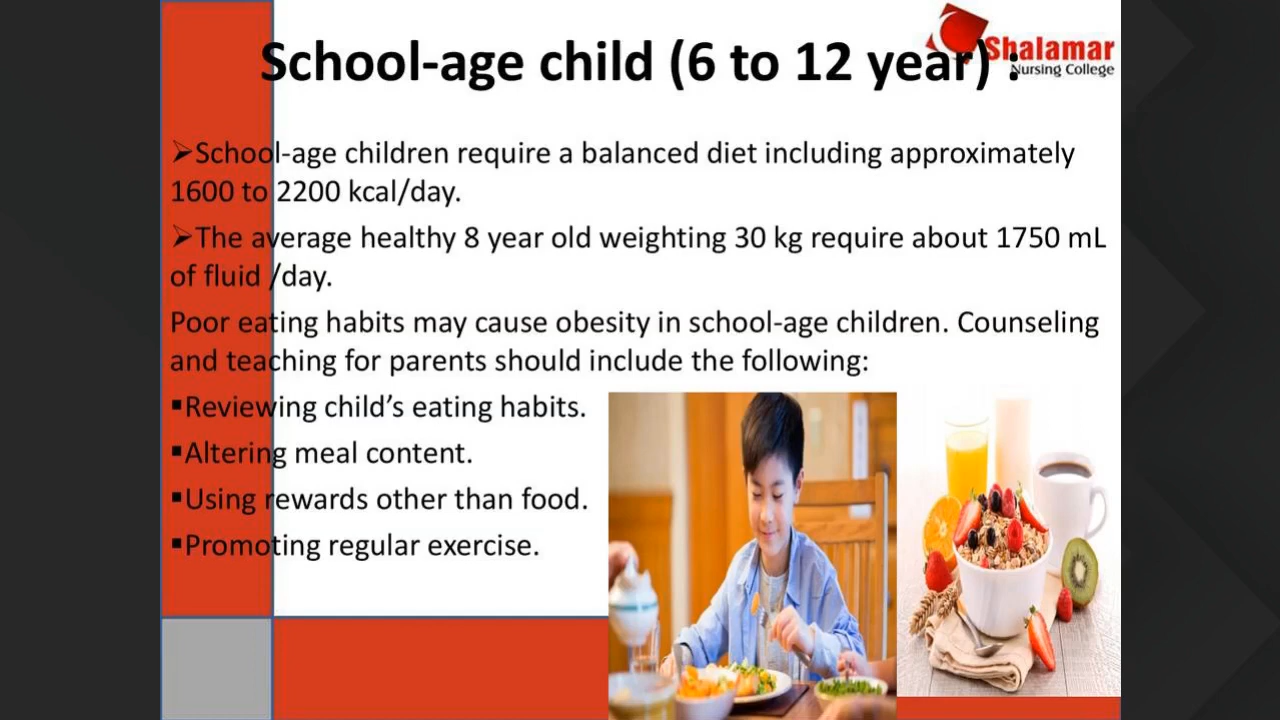 School-age child (6 to 12 year) :
Shalamar
Nursing College
➢School-age children require a balanced diet including approximately
1600 to 2200 kcal/day.
➢The average healthy 8 year old weighting 30 kg require about 1750 mL
of fluid /day.
Poor eating habits may cause obesity in school-age children. Counseling
and teaching for parents should include the following:
▪Reviewing child’s eating habits.
▪Altering meal content.
▪Using rewards other than food.
▪Promoting regular exercise.